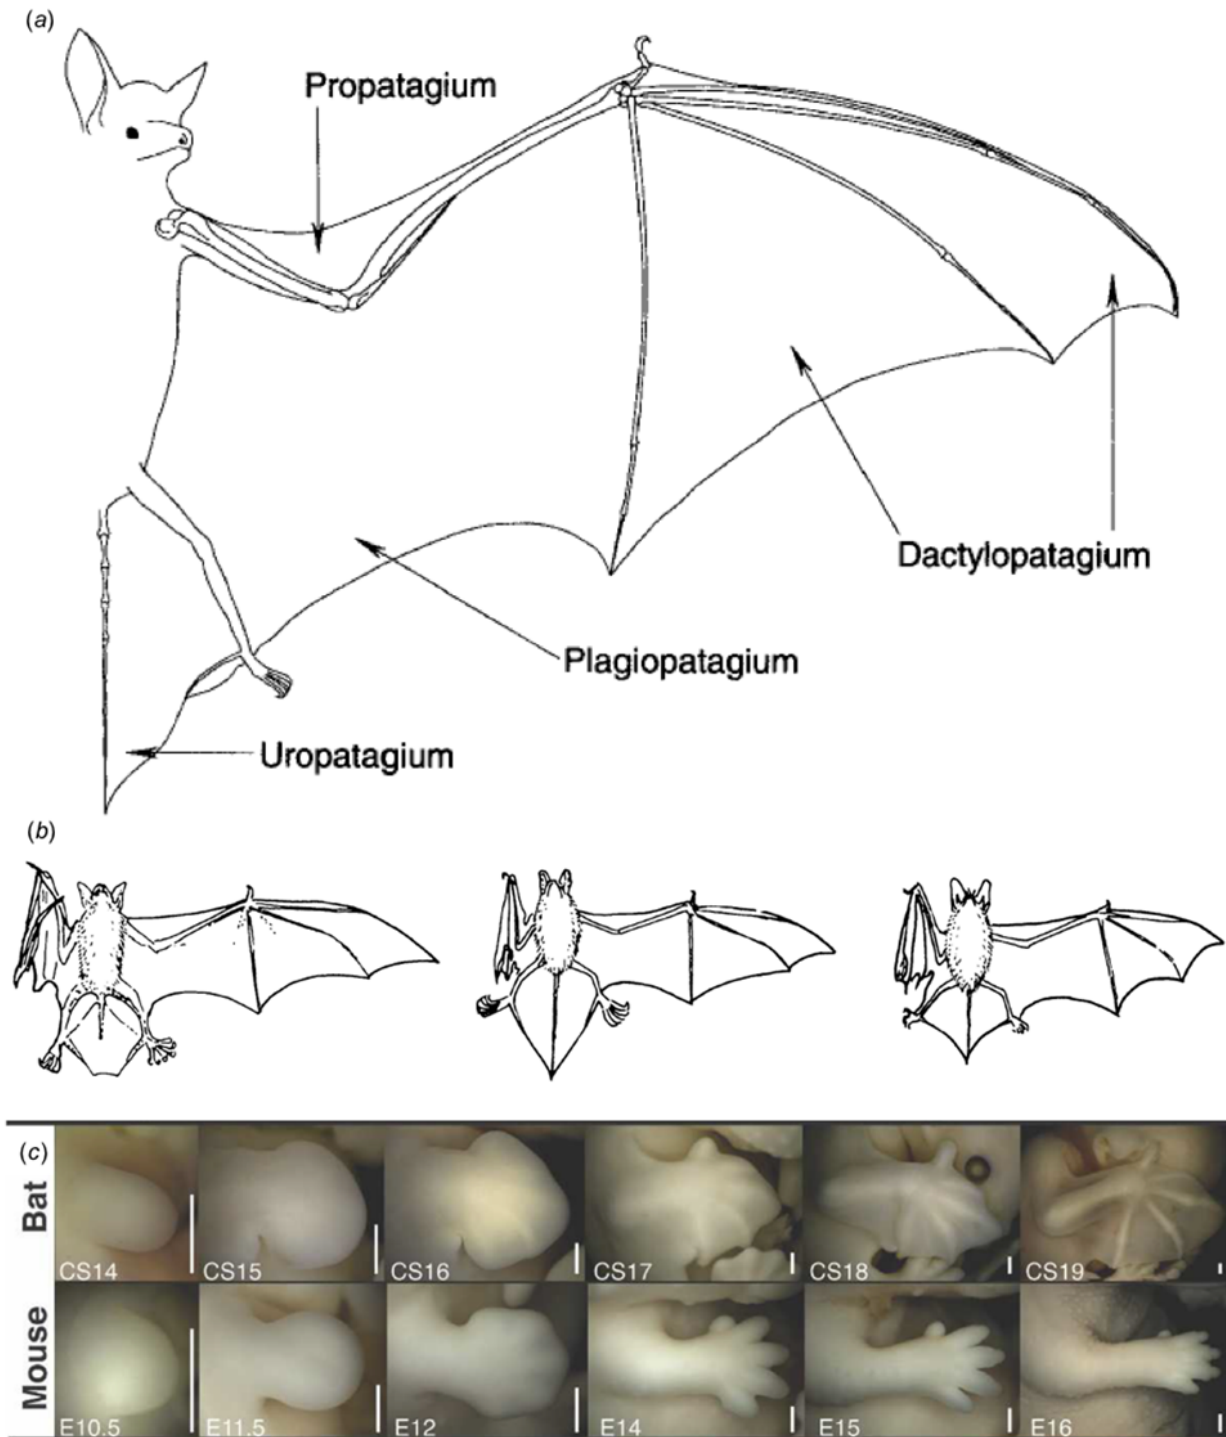 (a)
Propatagium
Dactylopatagium
Plagiopatagium
Uropatagium
(b)
(c)
Bat
CS14
CS15
CS16
CS17
CS18
CS19
Mouse
E10.5
E11.5
E12
E14
E15
E16